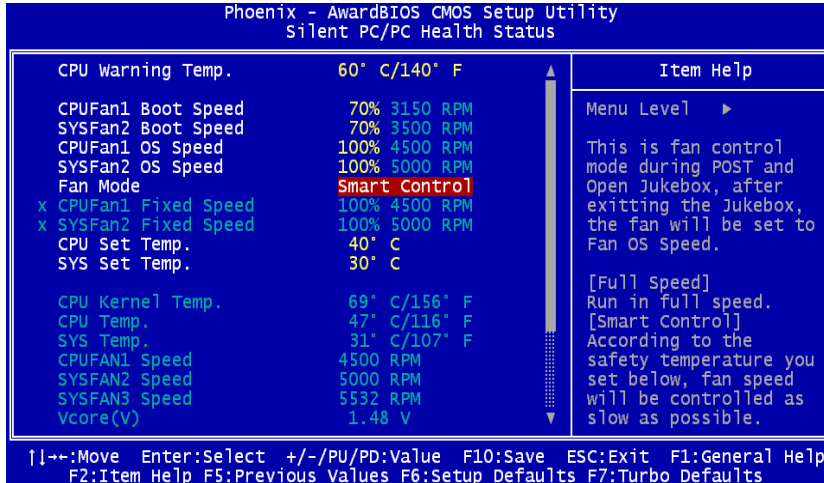 Phoenix - AwardBIOS CMOS Setup Utility
Silent PC/PC Health Status
CPU Warning Temp. 60° C/140° F
CPUFan1 Boot Speed 70% 3150 RPM
SYSFan2 Boot Speed 70% 3500 RPM
CPUFan1 OS Speed 100% 4500 RPM
SYSFan2 OS Speed 100% 5000 RPM
Fan Mode Smart Control
x CPUFan1 Fixed Speed 100% 4500 RPM
x SYSFan2 Fixed Speed 100% 5000 RPM
CPU Set Temp. 40° C
SYS Set Temp. 30° C
CPU Kernel Temp. 69° C/156° F
CPU Temp. 47° C/116° F
SYS Temp. 31° C/107° F
CPUFAN1 Speed 4500 RPM
SYSFAN2 Speed 5000 RPM
SYSFAN3 Speed 5532 RPM
Vcore(V) 1.48 V
Item Help
Menu Level ▶
This is fan control
mode during POST and
Open Jukebox, after
exitting the Jukebox,
the fan will be set to
Fan OS Speed.
[Full Speed]
Run in full speed.
[Smart Control]
According to the
safety temperature you
set below, fan speed
will be controlled as
slow as possible.
↑↓→←:Move Enter:Select +/-/PU/PD:Value F10:Save ESC:Exit F1:General Help
F2:Item Help F5:Previous Values F6:Setup Defaults F7:Turbo Defaults